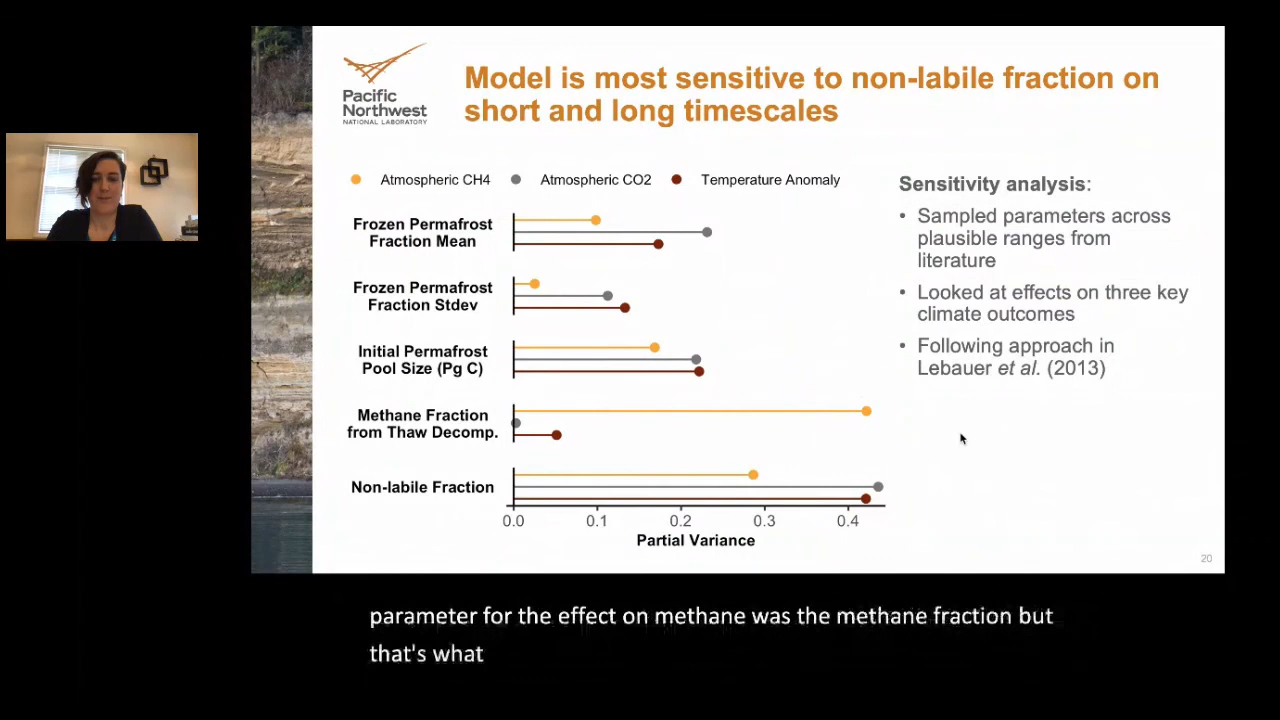 Pacific
Northwest
NATIONAL LABORATORY
Model is most sensitive to non-labile fraction on
short and long timescales
Atmospheric CH4
Atmospheric CO2
Temperature Anomaly
Frozen Permafrost
Fraction Mean
Frozen Permafrost
Fraction Stdev
Initial Permafrost
Pool Size (Pg C)
Methane Fraction
from Thaw Decomp.
Non-labile Fraction
0.0 0.1 0.2 0.3 0.4
Partial Variance
Sensitivity analysis:
• Sampled parameters across
plausible ranges from
literature
• Looked at effects on three key
climate outcomes
• Following approach in
Lebauer et al. (2013)
20
parameter for the effect on methane was the methane fraction but
that's what